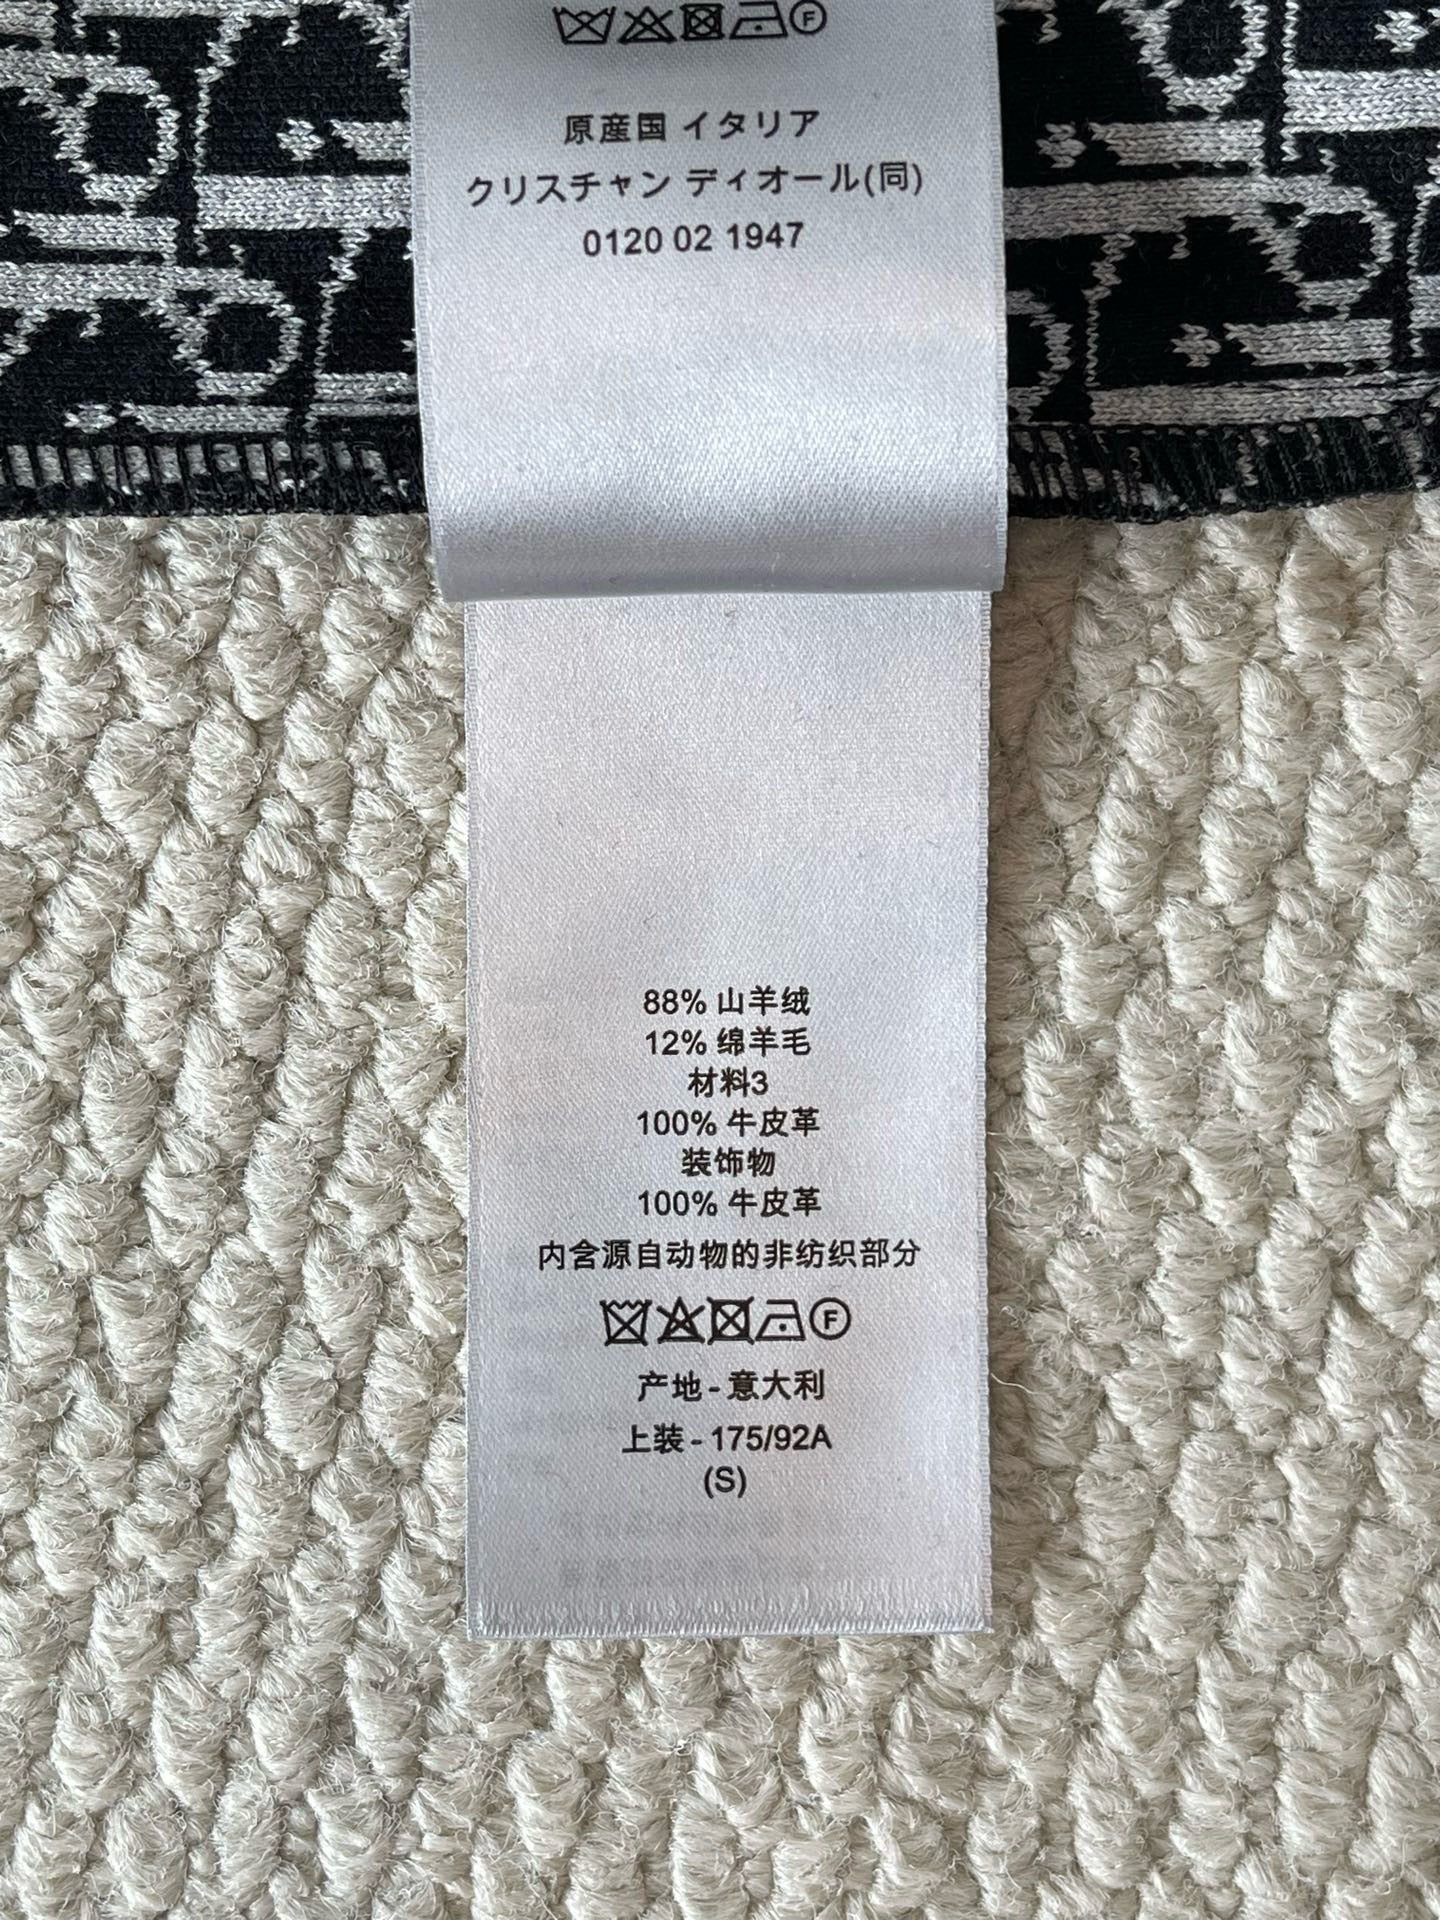 F
原産国 イタリア
クリスチャン ディオール(同)
0120 02 1947
88% 山羊绒
12% 绵羊毛
材料3
100% 牛皮革
装饰物
100% 牛皮革
内含源自动物的非纺织部分
F
产地 - 意大利
上装 - 175/92A
(S)